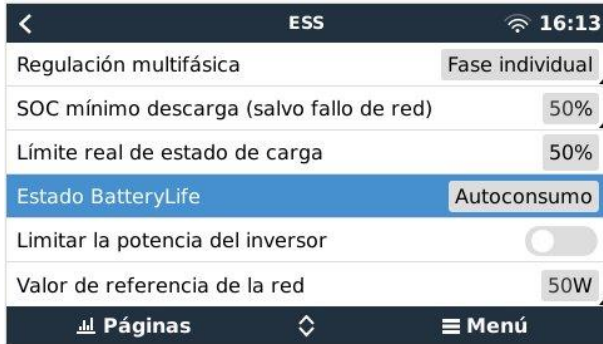 ESS 16:13
Regulación multifásica Fase individual
SOC mínimo descarga (salvo fallo de red) 50%
Límite real de estado de carga 50%
Estado BatteryLife Autoconsumo
Limitar la potencia del inversor
Valor de referencia de la red 50W
Páginas Menú